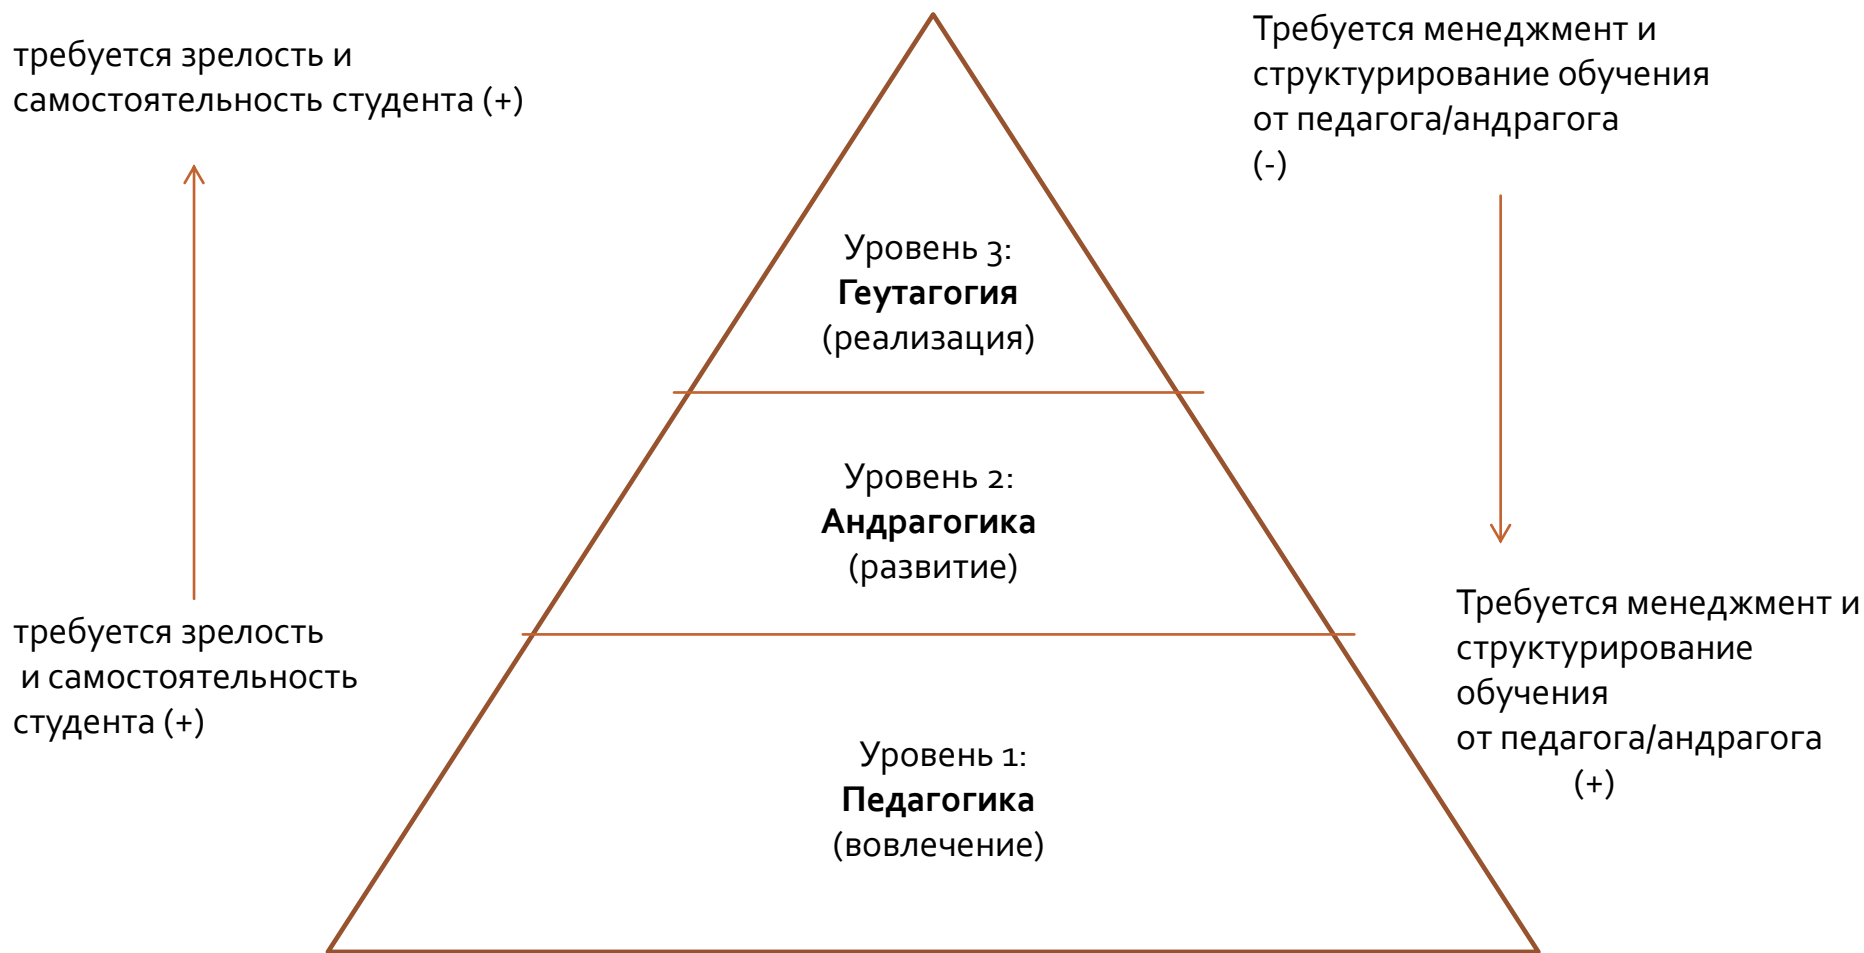 требуется зрелость и
самостоятельность студента (+)
Требуется менеджмент и
структурирование обучения
от педагога/андрагога
(-)
Уровень 3:
Геутагогия
(реализация)
Уровень 2:
Андрагогика
(развитие)
требуется зрелость
и самостоятельность
студента (+)
Требуется менеджмент и
структурирование
обучения
от педагога/андрагога
(+)
Уровень 1:
Педагогика
(вовлечение)